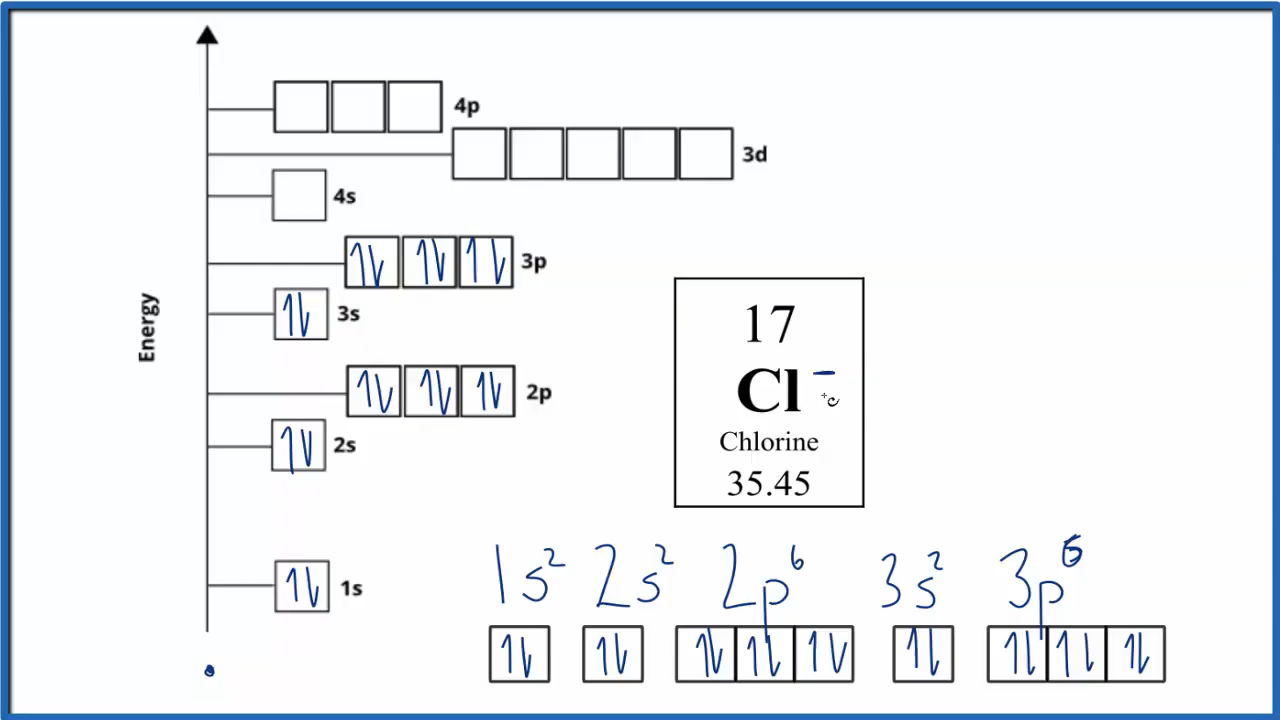 4p
3d
4s
3p
3s
Energy
17
Cl⁻
Chlorine
35.45
2p
2s
1s
1s² 2s² 2p⁶ 3s² 3p⁶